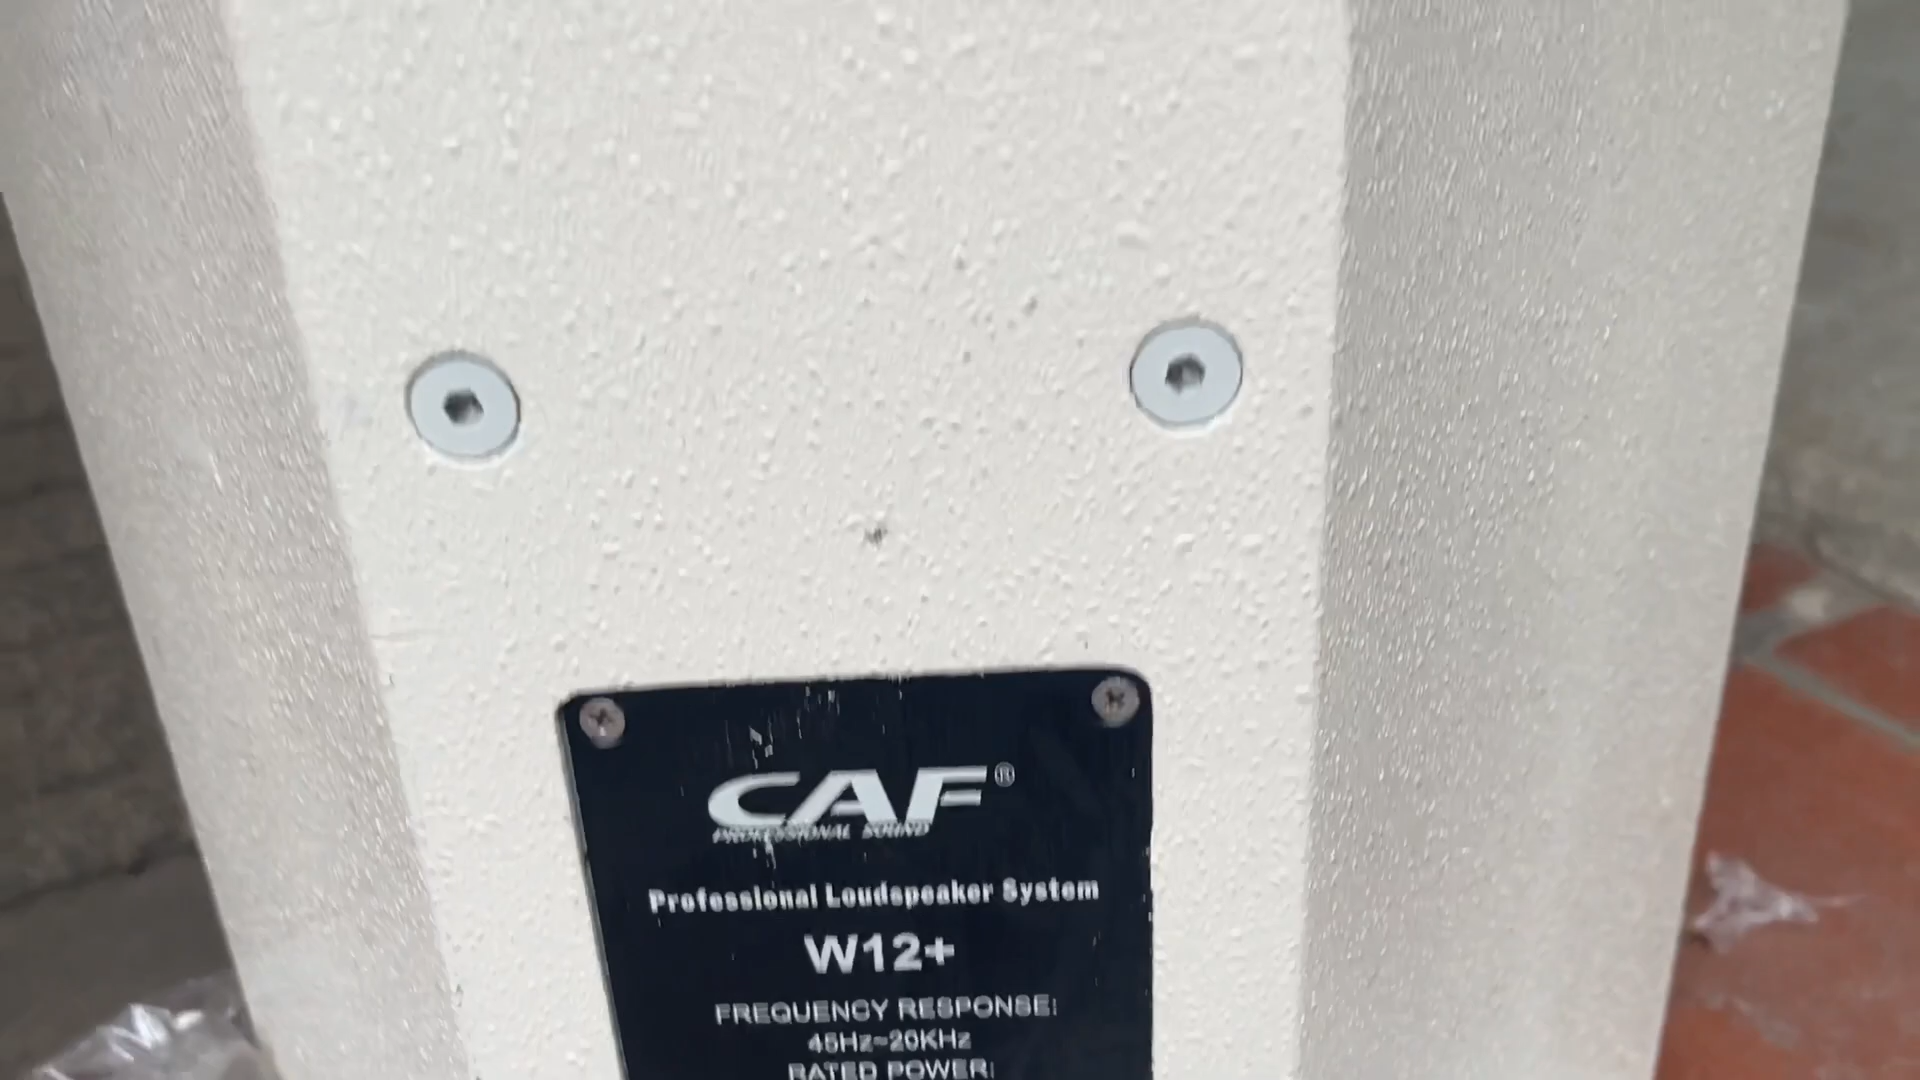 CAF®
PROFESSIONAL SOUND
Professional Loudspeaker System
W12+
FREQUENCY RESPONSE:
45Hz~20KHz
RATED POWER: